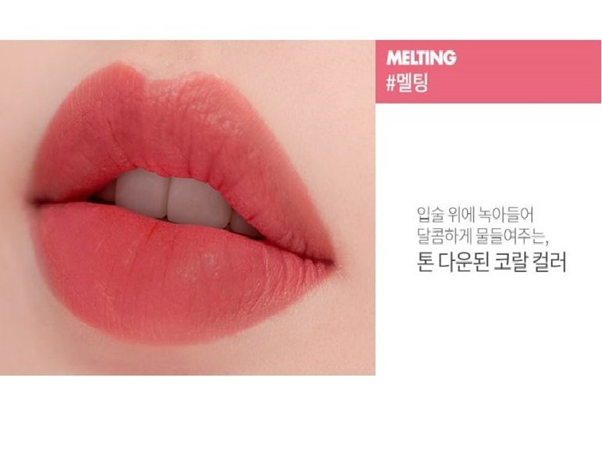 MELTING
#멜팅
입술 위에 녹아들어
달콤하게 물들여주는,
톤 다운된 코랄 컬러